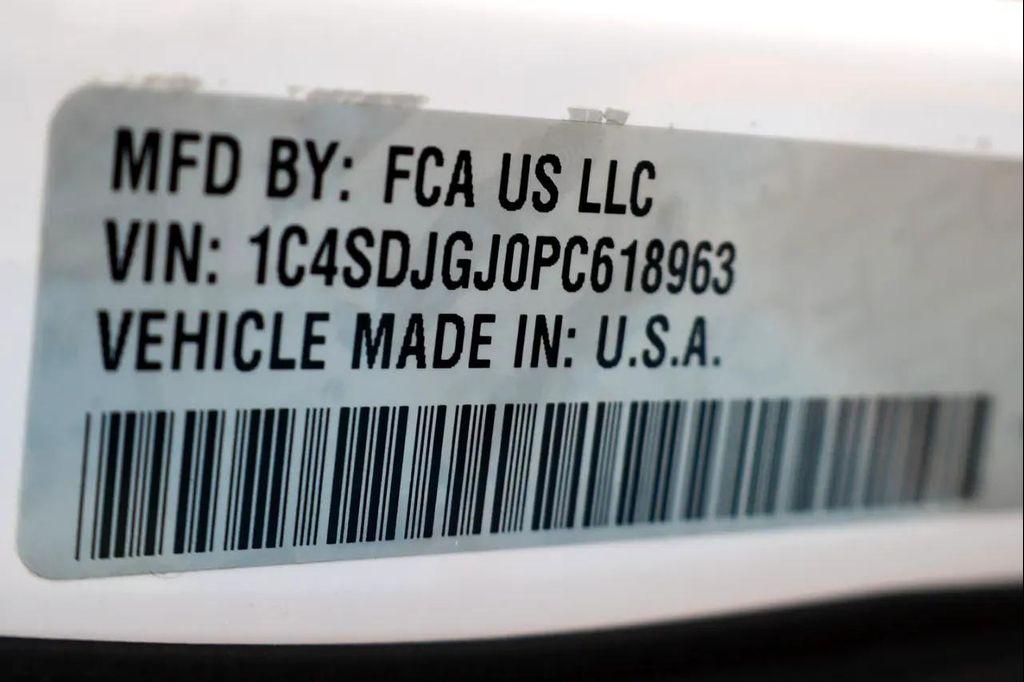 MFD BY: FCA US LLC
VIN: 1C4SDJGJ0PC618963
VEHICLE MADE IN: U.S.A.